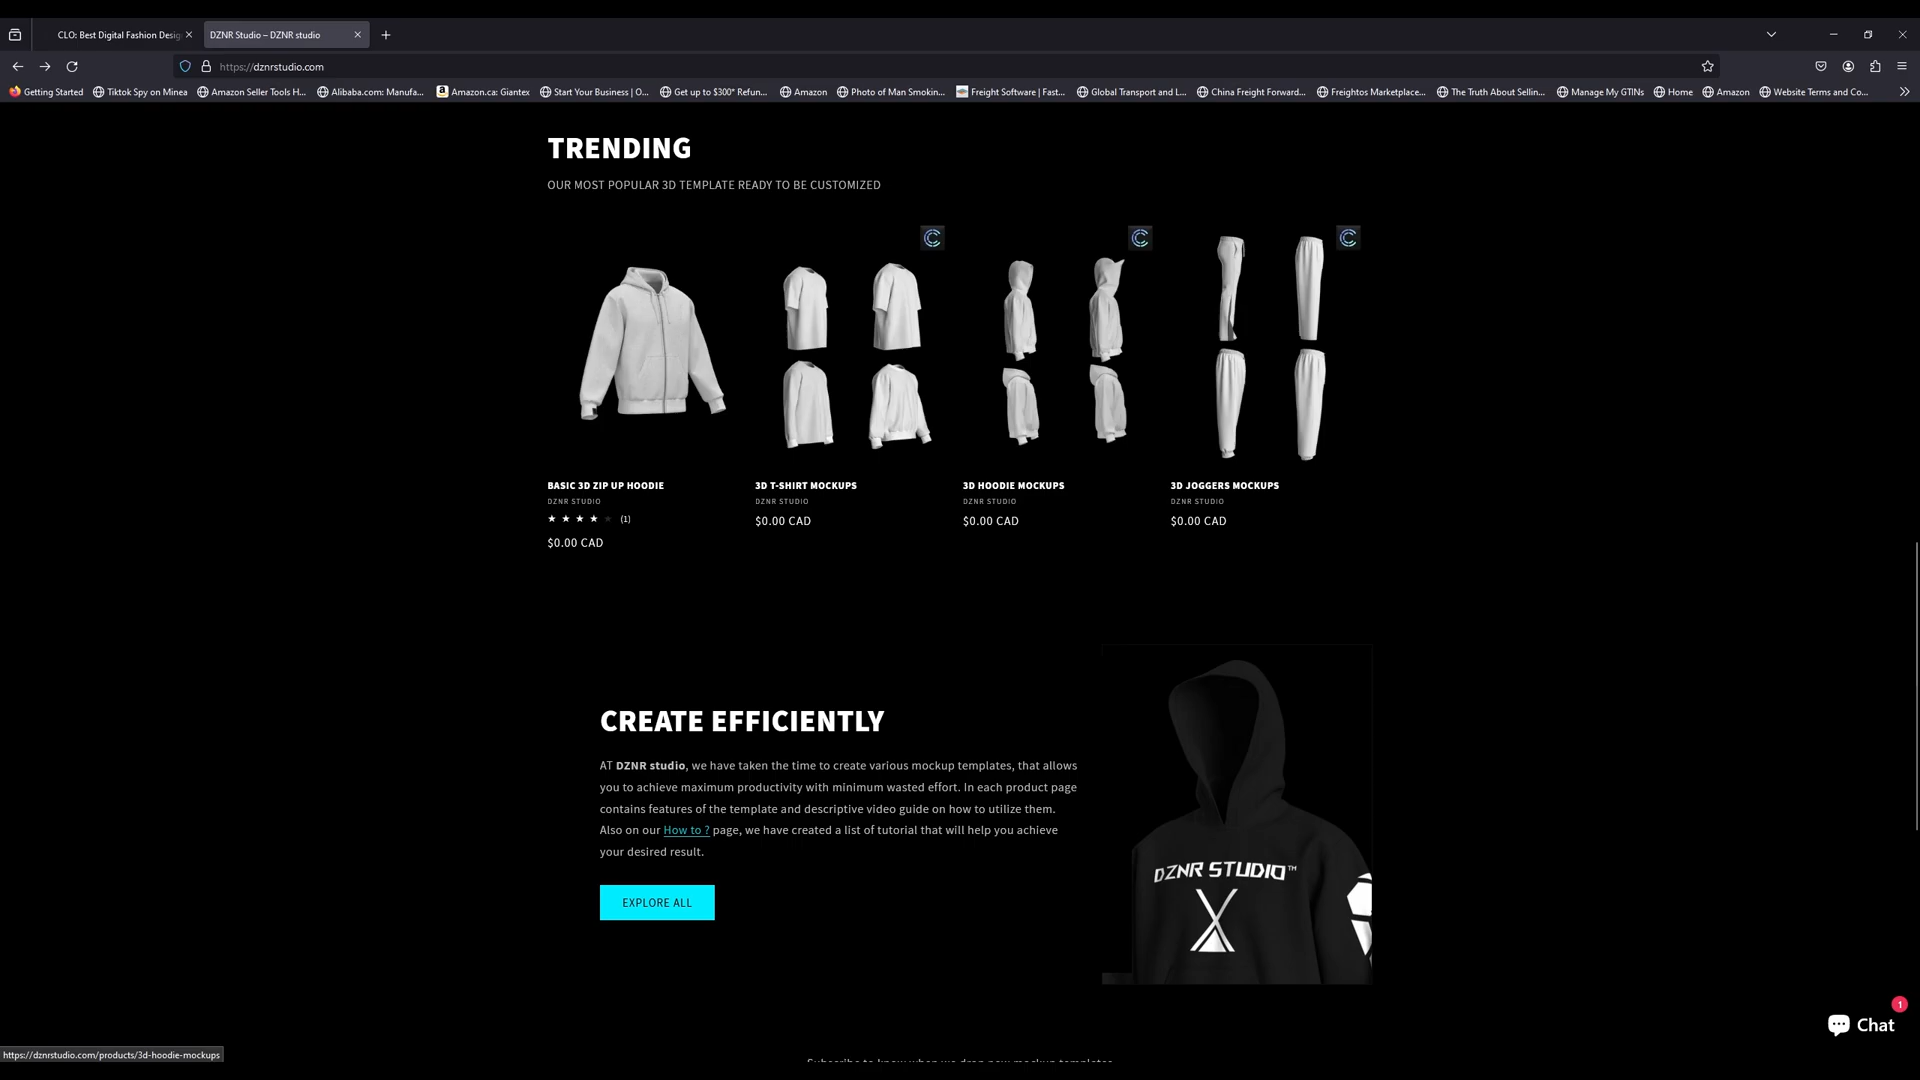 CLO: Best Digital Fashion Desig
DZNR Studio – DZNR studio
https://dznrstudio.com
Getting Started
Tiktok Spy on Minea
Amazon Seller Tools H...
Alibaba.com: Manufa...
Amazon.ca: Giantex
Start Your Business | O...
Get up to $300* Refun...
Amazon
Photo of Man Smokin...
Freight Software | Fast...
Global Transport and L...
China Freight Forward...
Freightos Marketplace...
The Truth About Sellin...
Manage My GTINs
Home
Amazon
Website Terms and Co...
TRENDING
OUR MOST POPULAR 3D TEMPLATE READY TO BE CUSTOMIZED
BASIC 3D ZIP UP HOODIE
DZNR STUDIO
(1)
$0.00 CAD
3D T-SHIRT MOCKUPS
DZNR STUDIO
$0.00 CAD
3D HOODIE MOCKUPS
DZNR STUDIO
$0.00 CAD
3D JOGGERS MOCKUPS
DZNR STUDIO
$0.00 CAD
CREATE EFFICIENTLY
AT DZNR studio, we have taken the time to create various mockup templates, that allows
you to achieve maximum productivity with minimum wasted effort. In each product page
contains features of the template and descriptive video guide on how to utilize them.
Also on our How to ? page, we have created a list of tutorial that will help you achieve
your desired result.
EXPLORE ALL
DZNR STUDIO™
1
Chat
https://dznrstudio.com/products/3d-hoodie-mockups
Subscribe to know when we drop new mockup templates